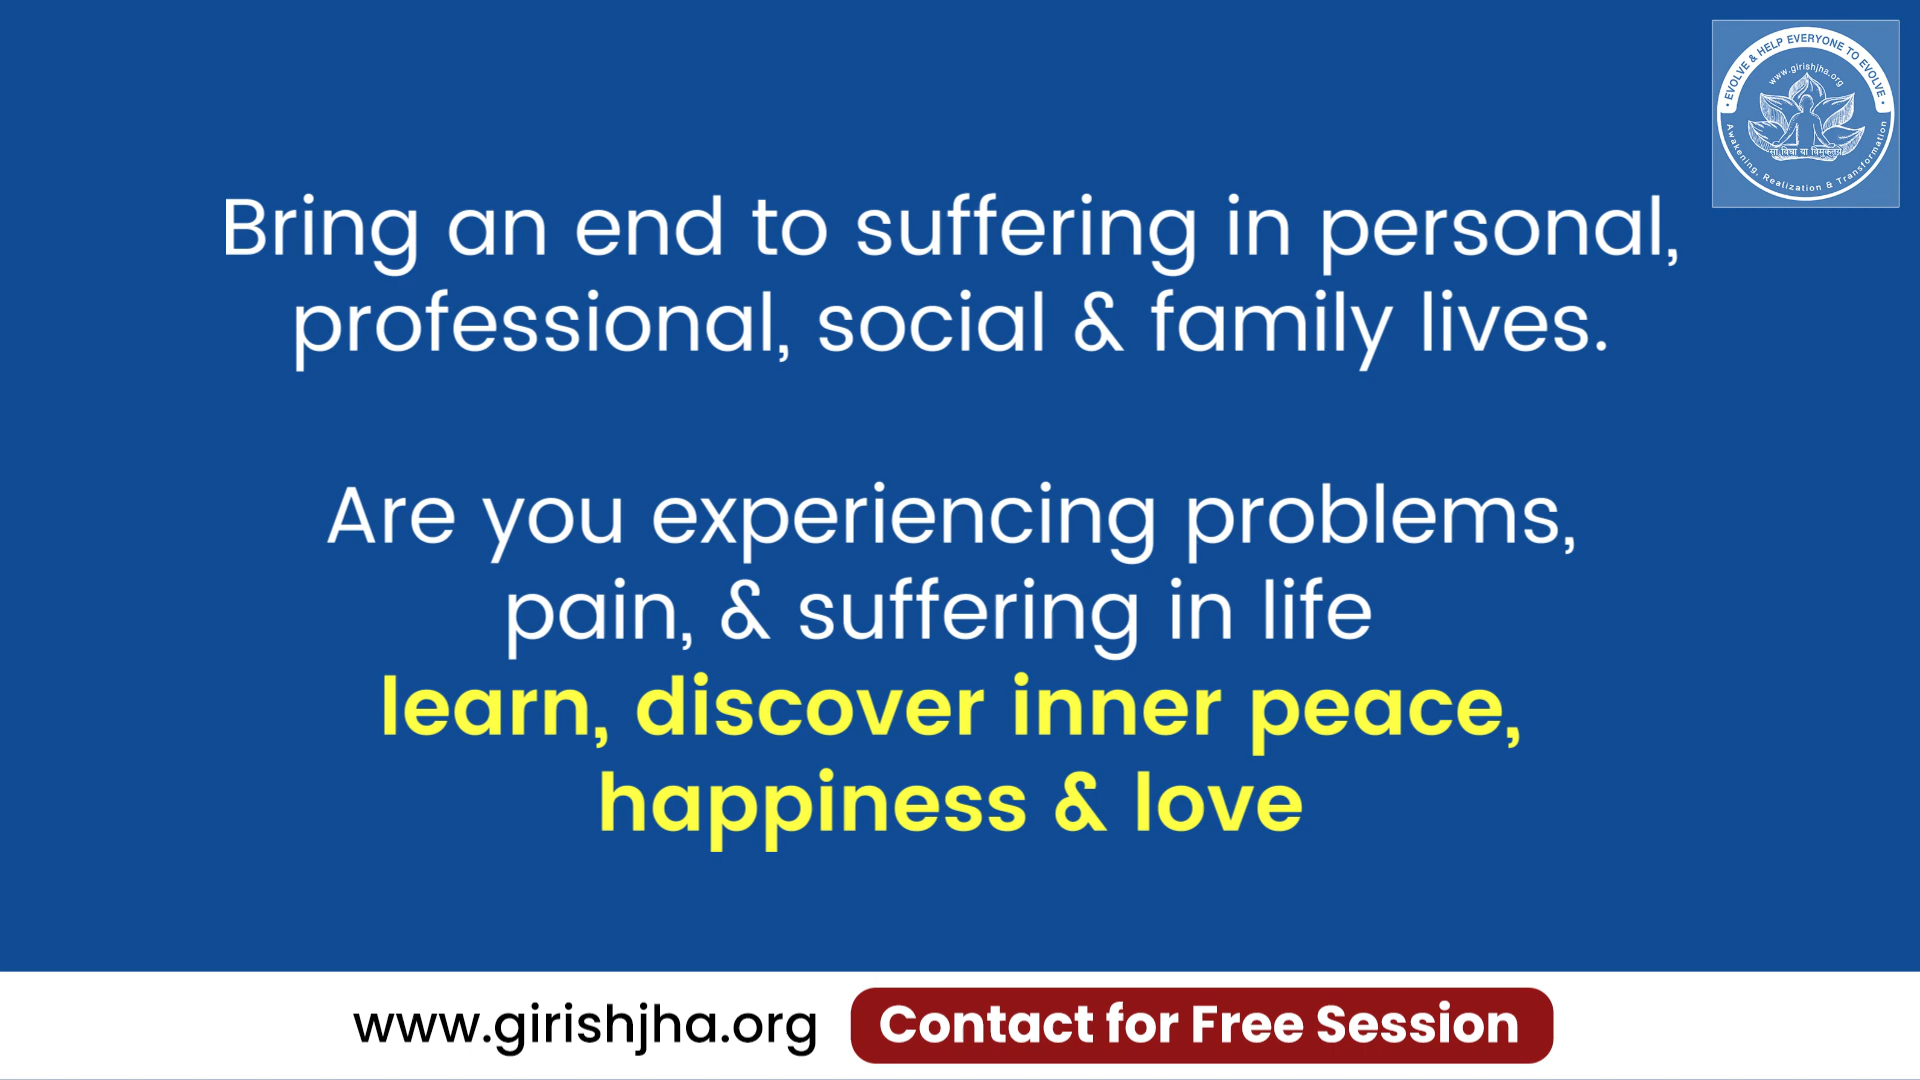 • EVOLVE & HELP EVERYONE TO EVOLVE •
www.girishjha.org
सा विद्या या विमुक्तये
Awakening, Realization & Transformation
Bring an end to suffering in personal,
professional, social & family lives.
Are you experiencing problems,
pain, & suffering in life
learn, discover inner peace,
happiness & love
www.girishjha.org
Contact for Free Session